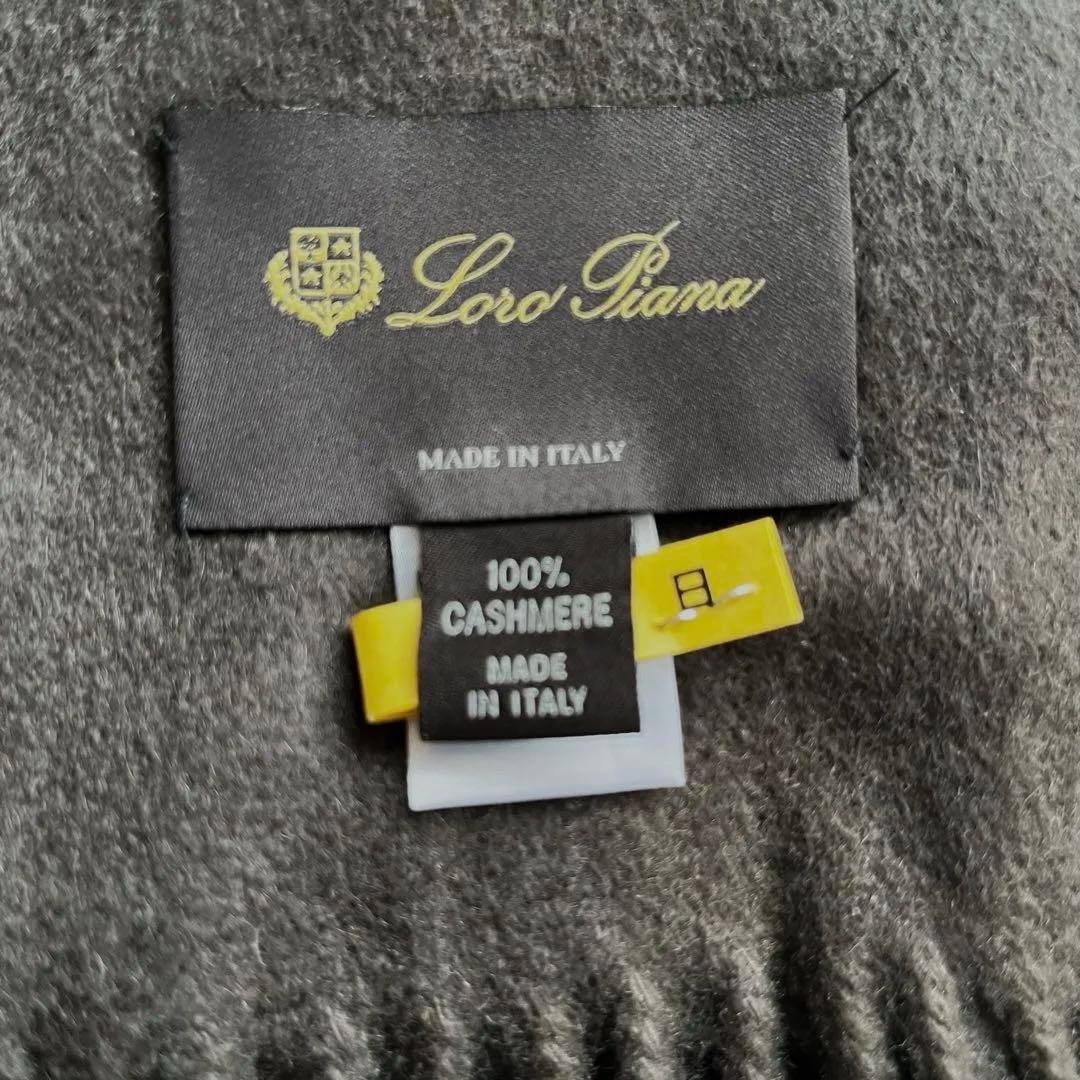 Loro Piana
MADE IN ITALY
100%
CASHMERE
MADE
IN ITALY